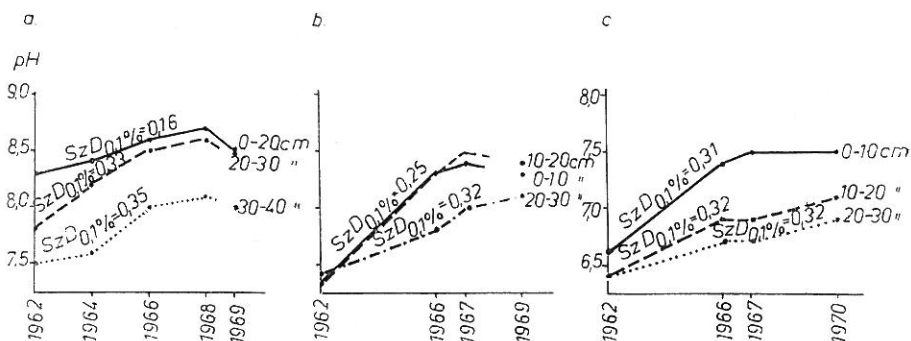 a.
b.
c
pH
9,0
8,5
8,0
7,5
SzD0,1%=0,16
SzD0,1%=0,33
SzD0,1%=0,35
0-20cm
20-30 "
30-40 "
1962
1964
1966
1968
1969
SzD0,1%=0,25
SzD0,1%=0,32
10-20cm
0-10 "
20-30 "
1962
1966
1967
1969
8,0
7,5
7,0
6,5
SzD0,1%=0,31
SzD0,1%=0,32
SzD0,1%=0,32
0-10cm
10-20 "
20-30 "
1962
1966
1967
1970